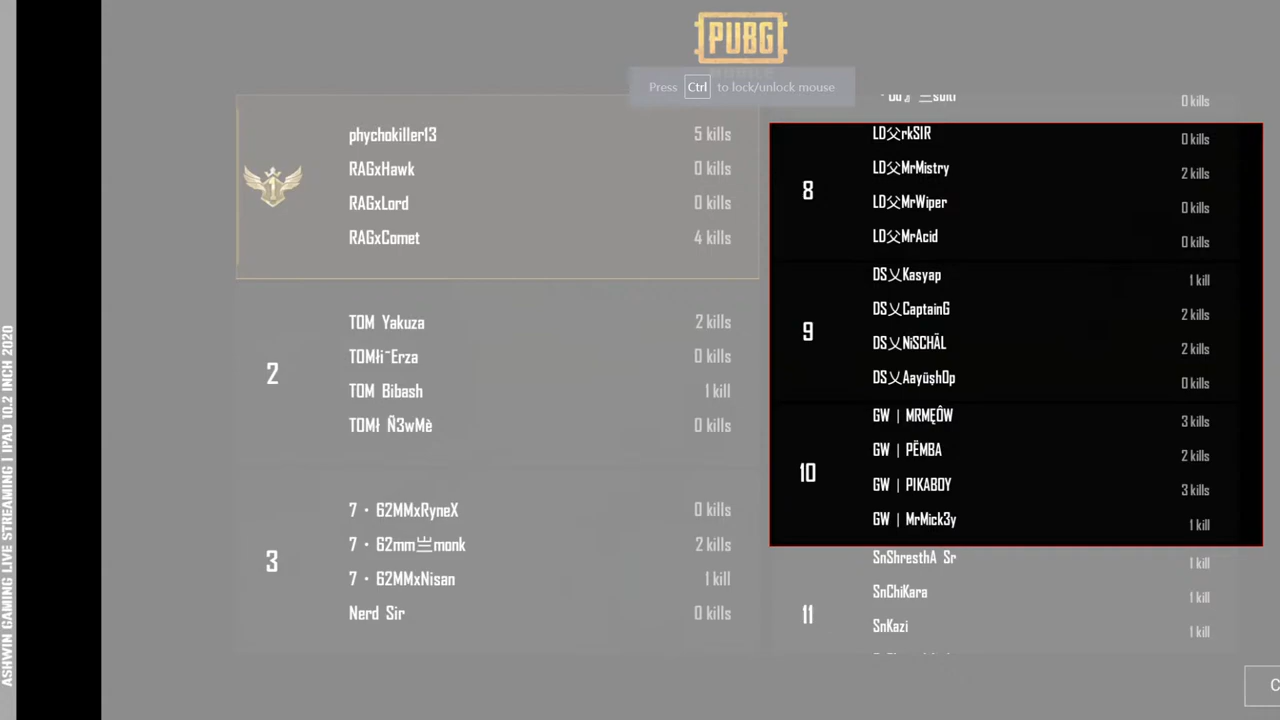 PUBG
MOBILE
Press Ctrl to lock/unlock mouse
ASHWIN GAMING LIVE STREAMING | IPAD 10.2 INCH 2020
1
phychokiller13 5 kills
RAGxHawk 0 kills
RAGxLord 0 kills
RAGxComet 4 kills
2
TOM Yakuza 2 kills
TOMłi˜Erza 0 kills
TOM Bibash 1 kill
TOMł Ñ3wMè 0 kills
3
7・62MMxRyneX 0 kills
7・62mm亗monk 2 kills
7・62MMxNisan 1 kill
Nerd Sir 0 kills
0 kills
8
LD父rkSIR 0 kills
LD父MrMistry 2 kills
LD父MrWiper 0 kills
LD父MrAcid 0 kills
9
DS乂Kasyap 1 kill
DS乂CaptainG 2 kills
DS乂NiSCHÄL 2 kills
DS乂AayüşhOp 0 kills
10
GW | MRMĘÔW 3 kills
GW | PËMBA 2 kills
GW | PIKABOY 3 kills
GW | MrMick3y 1 kill
11
SnShresthA Sr 1 kill
SnChiKara 1 kill
SnKazi 1 kill